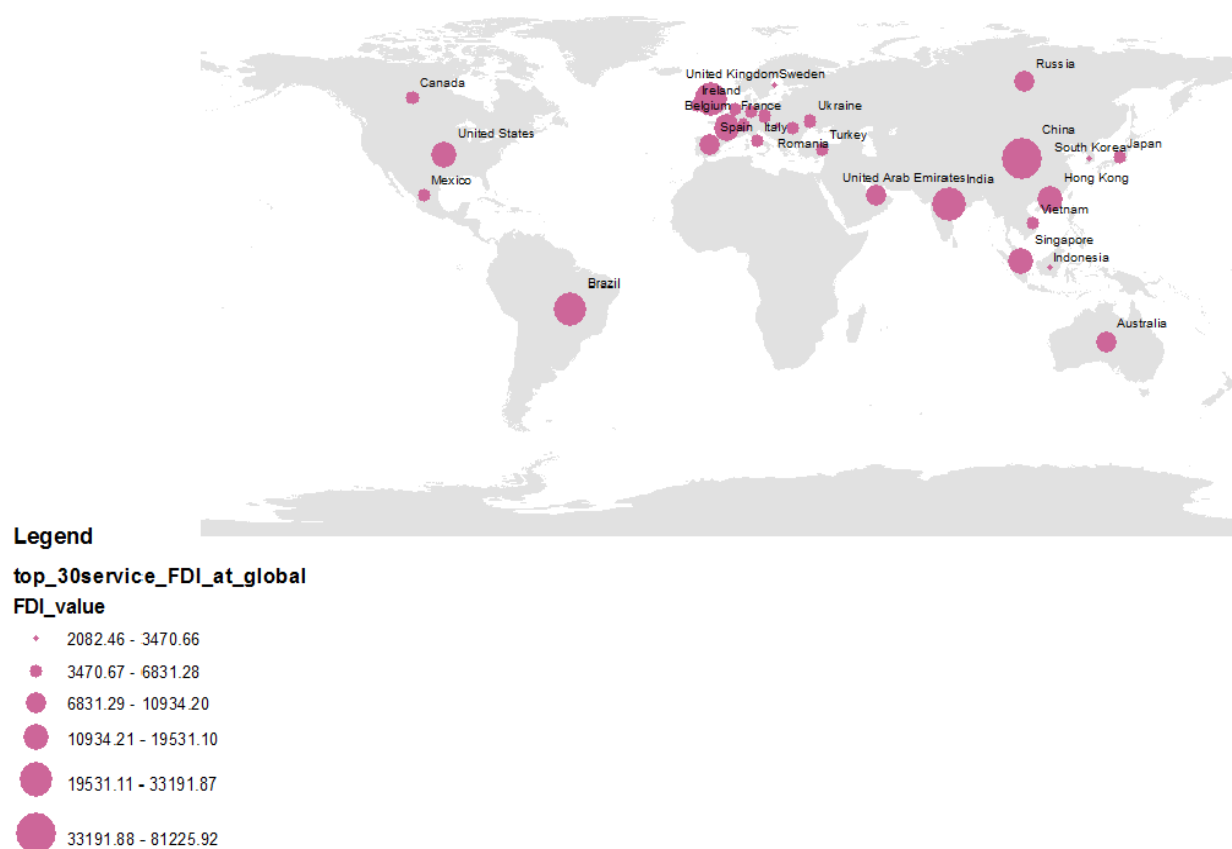 Russia
Canada
United Kingdom
Sweden
Ireland
Belgium
France
Ukraine
United States
Spain
Italy
Turkey
Romania
China
South Korea
Japan
Mexico
United Arab Emirates
India
Hong Kong
Vietnam
Singapore
Indonesia
Brazil
Australia
Legend
top_30service_FDI_at_global
FDI_value
2082.46 - 3470.66
3470.67 - 6831.28
6831.29 - 10934.20
10934.21 - 19531.10
19531.11 - 33191.87
33191.88 - 81225.92